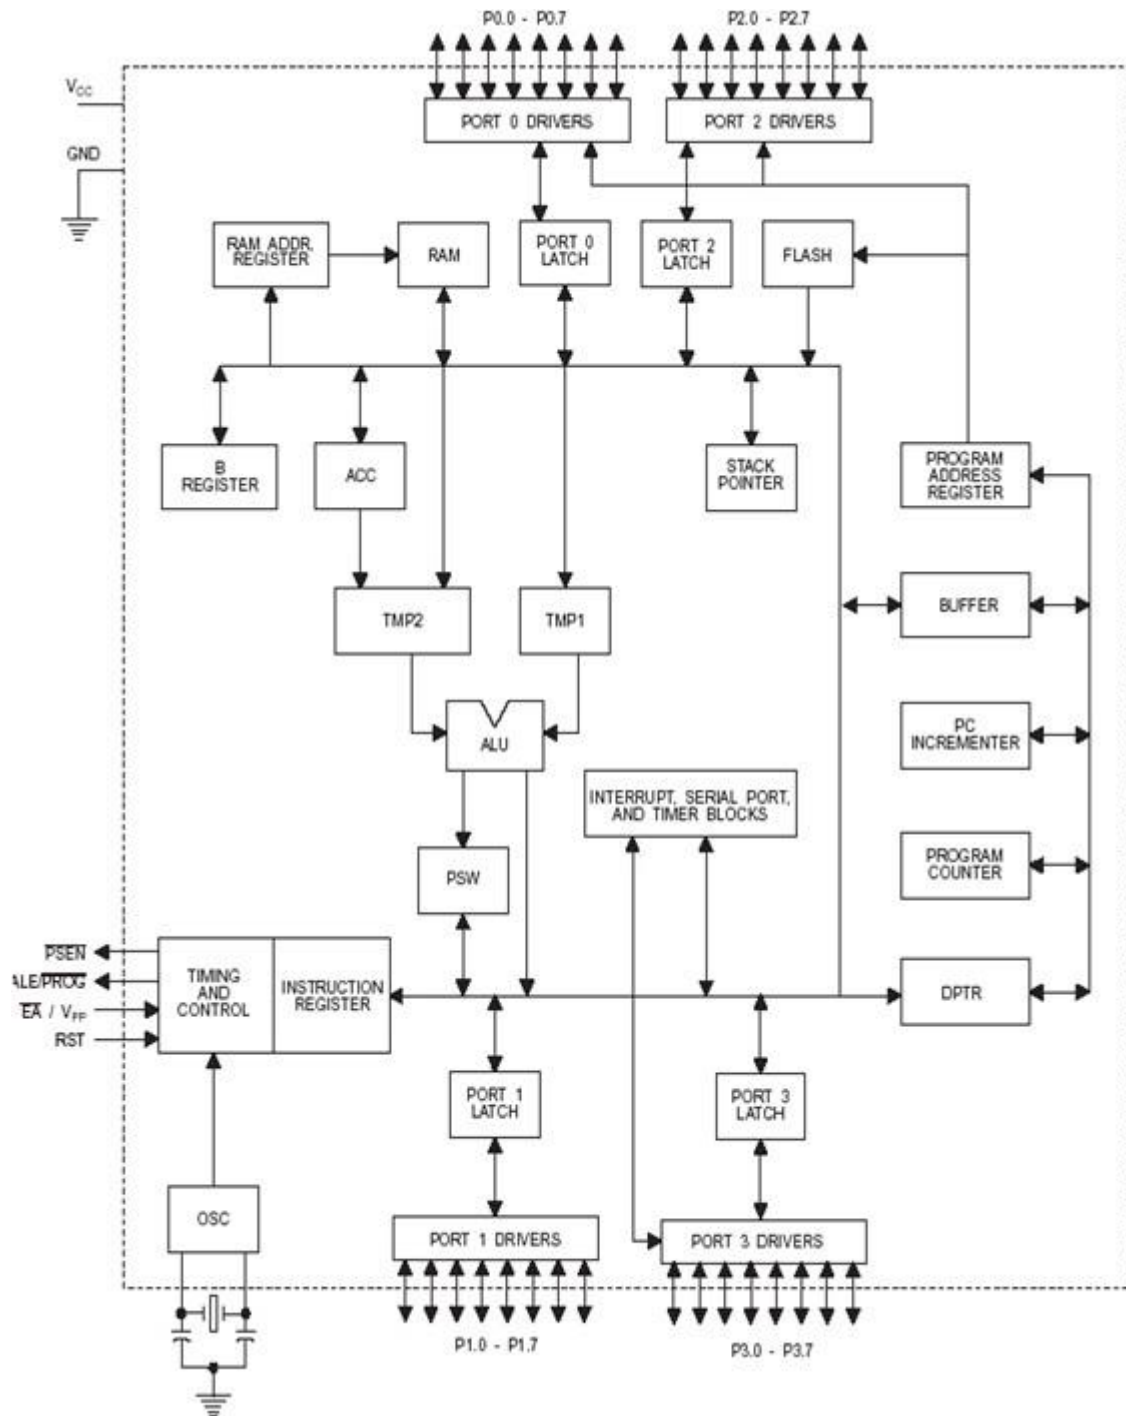 P0.0 - P0.7
P2.0 - P2.7
VCC
PORT 0 DRIVERS
PORT 2 DRIVERS
GND
RAM ADDR.
REGISTER
RAM
PORT 0
LATCH
PORT 2
LATCH
FLASH
B
REGISTER
ACC
STACK
POINTER
PROGRAM
ADDRESS
REGISTER
TMP2
TMP1
BUFFER
ALU
PC
INCREMENTER
INTERRUPT, SERIAL PORT,
AND TIMER BLOCKS
PSW
PROGRAM
COUNTER
PSEN
ALE/PROG
EA / VPP
RST
TIMING
AND
CONTROL
INSTRUCTION
REGISTER
DPTR
PORT 1
LATCH
PORT 3
LATCH
OSC
PORT 1 DRIVERS
PORT 3 DRIVERS
P1.0 - P1.7
P3.0 - P3.7